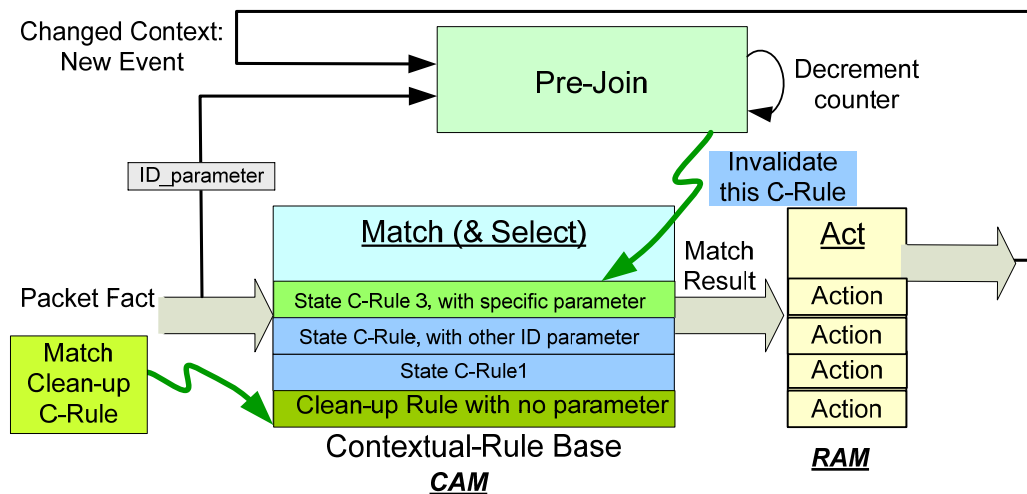 Changed Context:
New Event
Pre-Join
Decrement
counter
ID_parameter
Invalidate
this C-Rule
Match (& Select)
Act
Match
Result
Packet Fact
State C-Rule 3, with specific parameter
Action
State C-Rule, with other ID parameter
Action
Match
Clean-up
C-Rule
State C-Rule1
Action
Clean-up Rule with no parameter
Action
Contextual-Rule Base
CAM
RAM